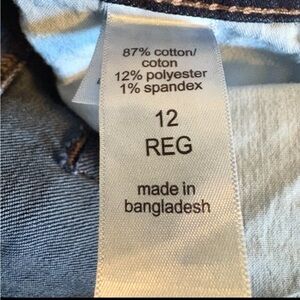 87% cotton/
coton
12% polyester
1% spandex
12
REG
made in
bangladesh